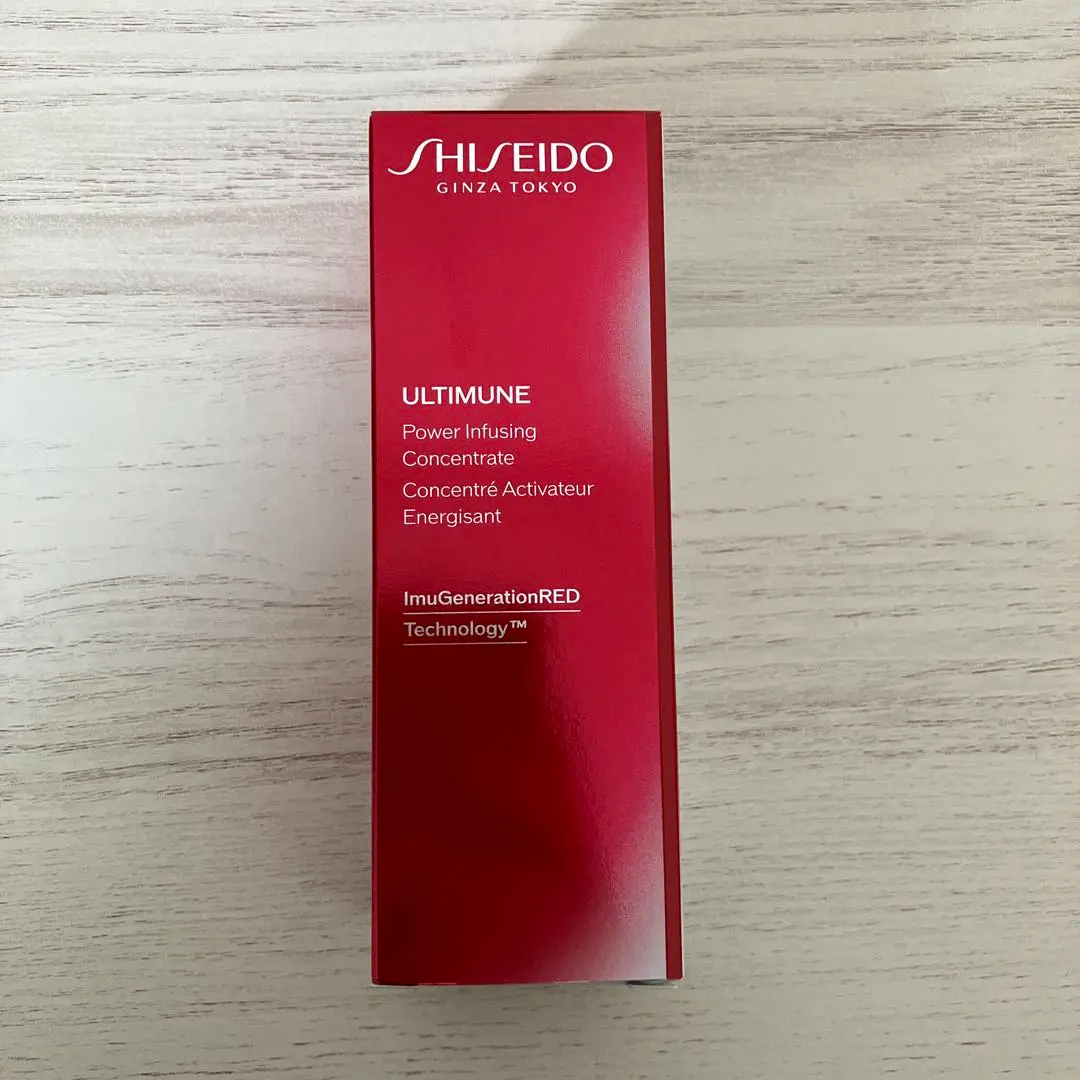 SHISEIDO
GINZA TOKYO
ULTIMUNE
Power Infusing
Concentrate
Concentré Activateur
Energisant
ImuGenerationRED
Technology™